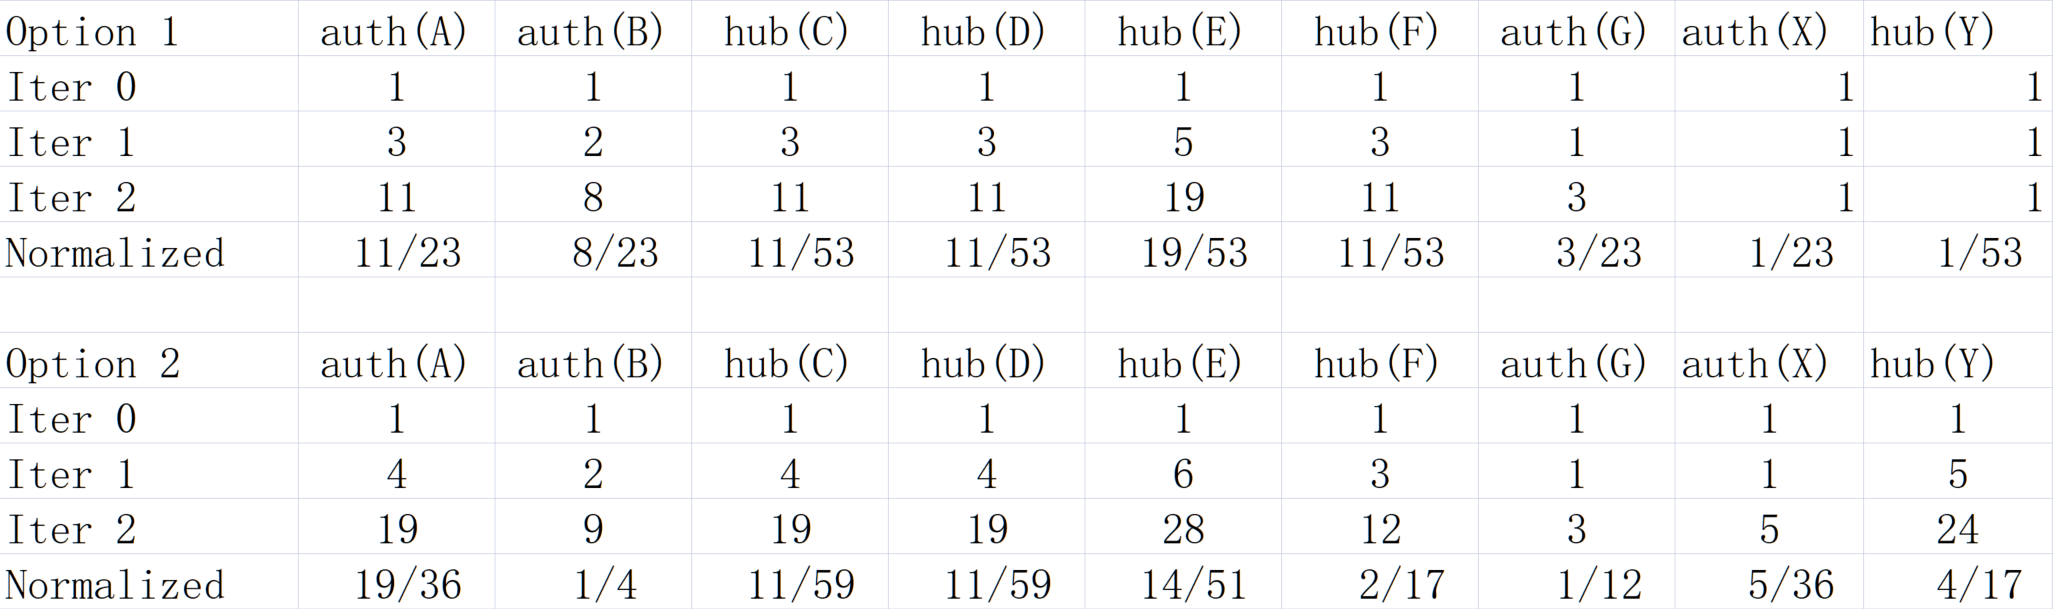 Option 1 auth(A) auth(B) hub(C) hub(D) hub(E) hub(F) auth(G) auth(X) hub(Y)
Iter 0 1 1 1 1 1 1 1 1 1
Iter 1 3 2 3 3 5 3 1 1 1
Iter 2 11 8 11 11 19 11 3 1 1
Normalized 11/23 8/23 11/53 11/53 19/53 11/53 3/23 1/23 1/53
Option 2 auth(A) auth(B) hub(C) hub(D) hub(E) hub(F) auth(G) auth(X) hub(Y)
Iter 0 1 1 1 1 1 1 1 1 1
Iter 1 4 2 4 4 6 3 1 1 5
Iter 2 19 9 19 19 28 12 3 5 24
Normalized 19/36 1/4 11/59 11/59 14/51 2/17 1/12 5/36 4/17